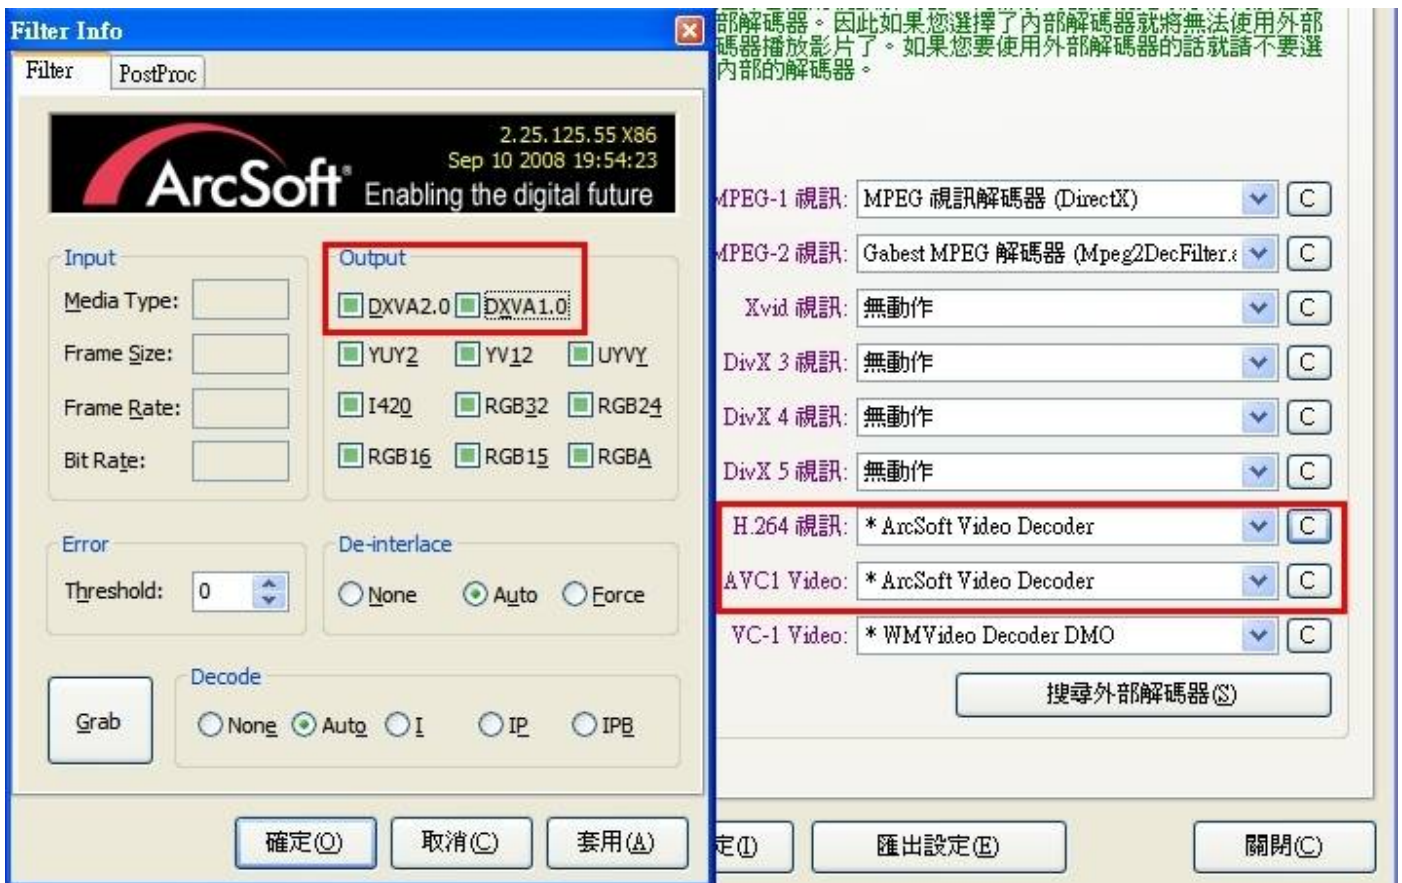 Filter Info
Filter
PostProc
2.25.125.55 X86
Sep 10 2008 19:54:23
ArcSoft® Enabling the digital future
Input
Media Type:
Frame Size:
Frame Rate:
Bit Rate:
Output
DXVA2.0 DXVA1.0
YUY2 YV12 UYVY
I420 RGB32 RGB24
RGB16 RGB15 RGBA
Error
Threshold: 0
De-interlace
None Auto Force
Grab
Decode
None Auto I IP IPB
確定(O) 取消(C) 套用(A)
部解碼器。因此如果您選擇了內部解碼器就將無法使用外部
碼器播放影片了。如果您要使用外部解碼器的話就請不要選
內部的解碼器。
MPEG-1 視訊: MPEG 視訊解碼器 (DirectX) C
MPEG-2 視訊: Gabest MPEG 解碼器 (Mpeg2DecFilter.a C
Xvid 視訊: 無動作 C
DivX 3 視訊: 無動作 C
DivX 4 視訊: 無動作 C
DivX 5 視訊: 無動作 C
H.264 視訊: * ArcSoft Video Decoder C
AVC1 Video: * ArcSoft Video Decoder C
VC-1 Video: * WMVideo Decoder DMO C
搜尋外部解碼器(S)
定(I) 匯出設定(E) 關閉(C)